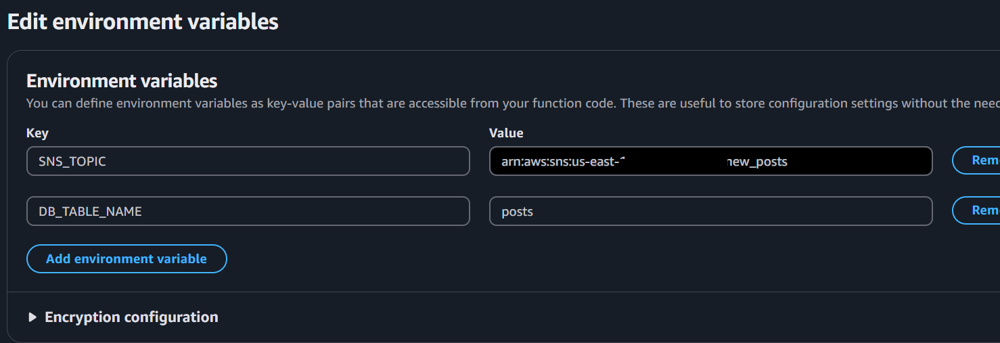 Edit environment variables
Environment variables
You can define environment variables as key-value pairs that are accessible from your function code. These are useful to store configuration settings without the need
Key Value
SNS_TOPIC arn:aws:sns:us-east- new_posts Rem
DB_TABLE_NAME posts Rem
Add environment variable
Encryption configuration